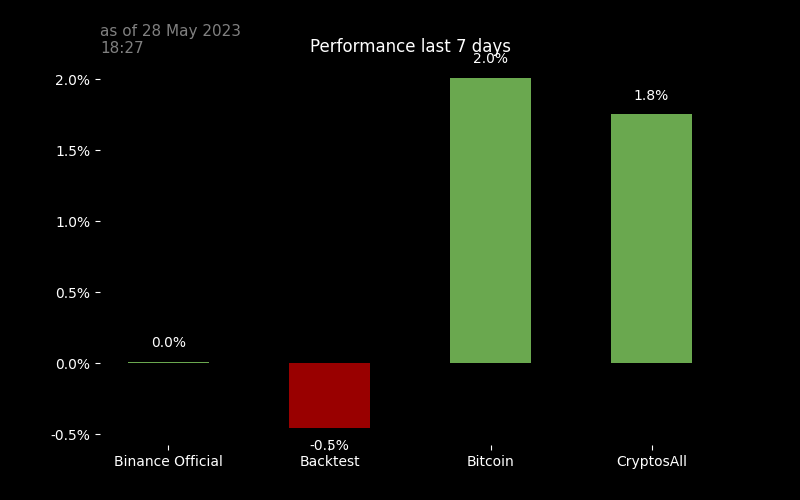 as of 28 May 2023
18:27
Performance last 7 days
2.0%
2.0%
1.8%
1.5%
1.0%
0.5%
0.0%
0.0%
-0.5%
-0.5%
Binance Official
Backtest
Bitcoin
CryptosAll